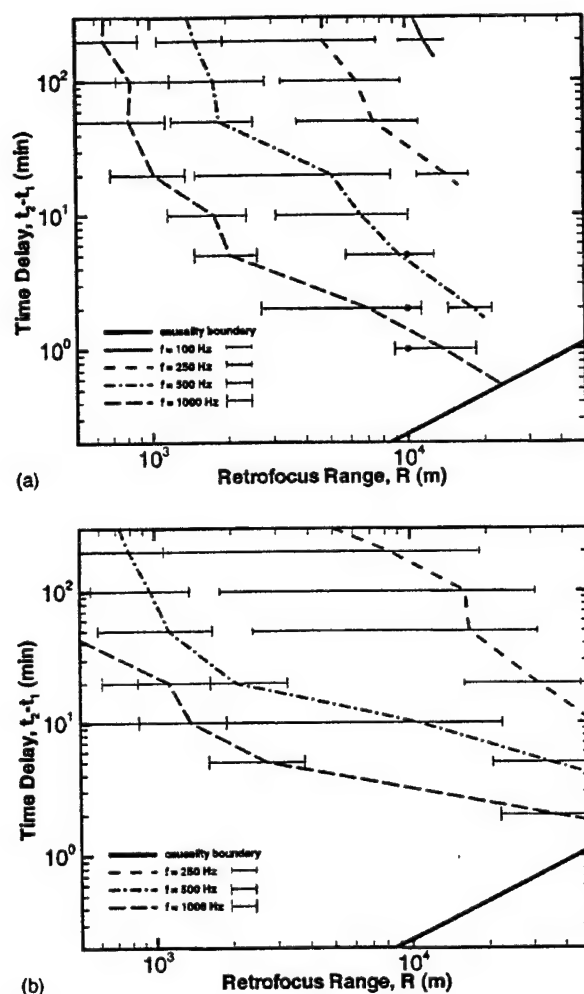 (a)
Time Delay, t₂-t₁ (min)
10²
10¹
10⁰
causality boundary
f = 100 Hz
f = 250 Hz
f = 500 Hz
f = 1000 Hz
10³
10⁴
Retrofocus Range, R (m)
(b)
Time Delay, t₂-t₁ (min)
10²
10¹
10⁰
causality boundary
f = 250 Hz
f = 500 Hz
f = 1000 Hz
10³
10⁴
Retrofocus Range, R (m)